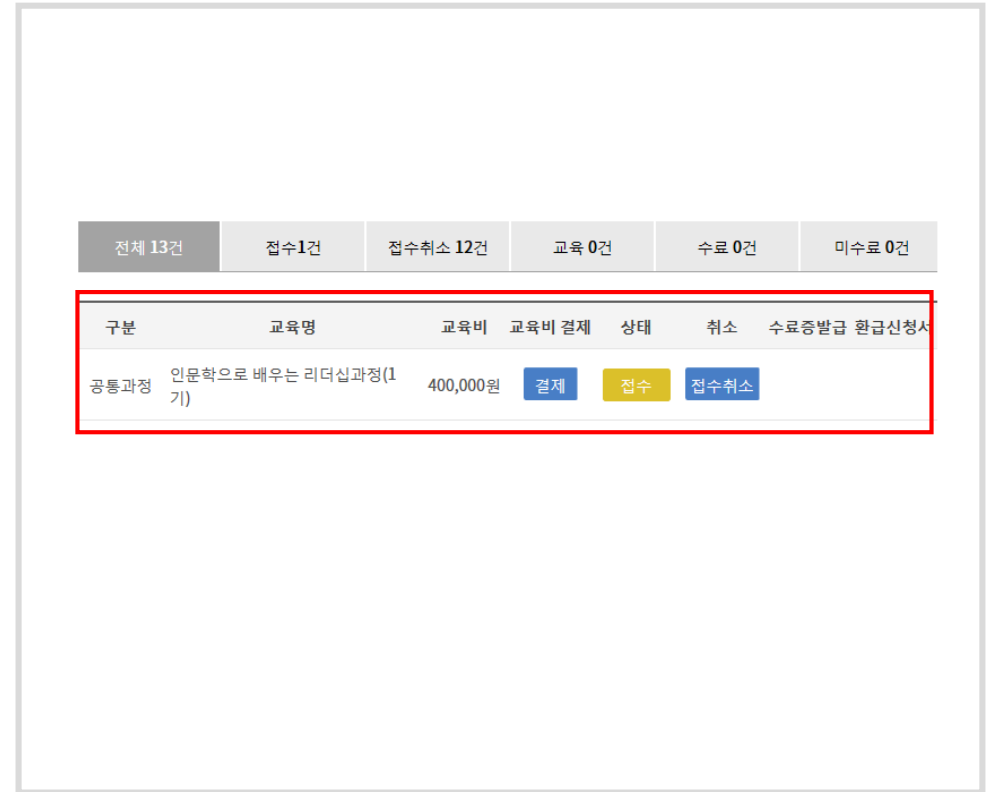 전체 13건 접수1건 접수취소 12건 교육 0건 수료 0건 미수료 0건
구분 교육명 교육비 교육비 결제 상태 취소 수료증발급 환급신청서
공통과정 인문학으로 배우는 리더십과정(1
기) 400,000원 결제 접수 접수취소